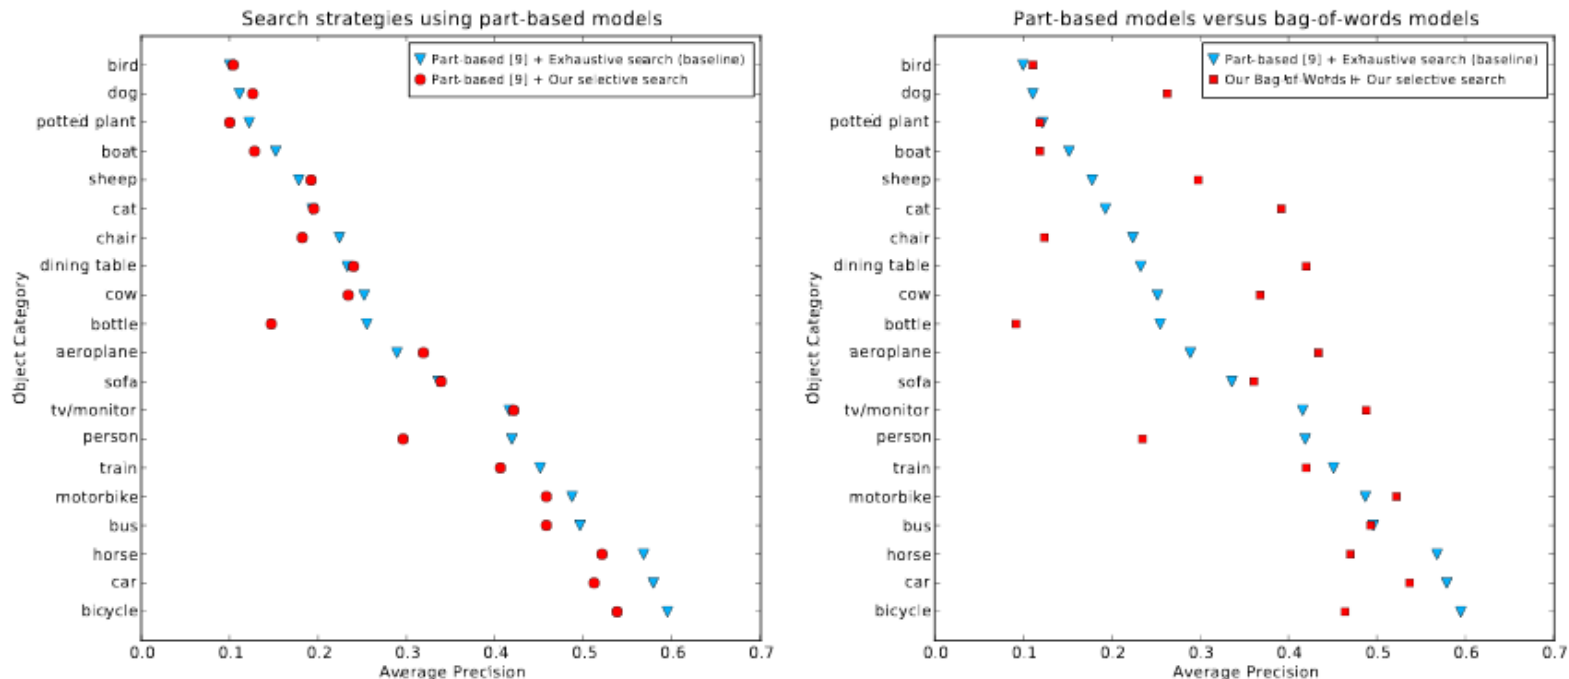 Search strategies using part-based models
Part-based [9] + Exhaustive search (baseline)
Part-based [9] + Our selective search
bird
dog
potted plant
boat
sheep
cat
chair
dining table
cow
bottle
aeroplane
sofa
tv/monitor
person
train
motorbike
bus
horse
car
bicycle
Object Category
0.0 0.1 0.2 0.3 0.4 0.5 0.6 0.7
Average Precision
Part-based models versus bag-of-words models
Part-based [9] + Exhaustive search (baseline)
Our Bag-of-Words + Our selective search
bird
dog
potted plant
boat
sheep
cat
chair
dining table
cow
bottle
aeroplane
sofa
tv/monitor
person
train
motorbike
bus
horse
car
bicycle
Object Category
0.0 0.1 0.2 0.3 0.4 0.5 0.6 0.7
Average Precision